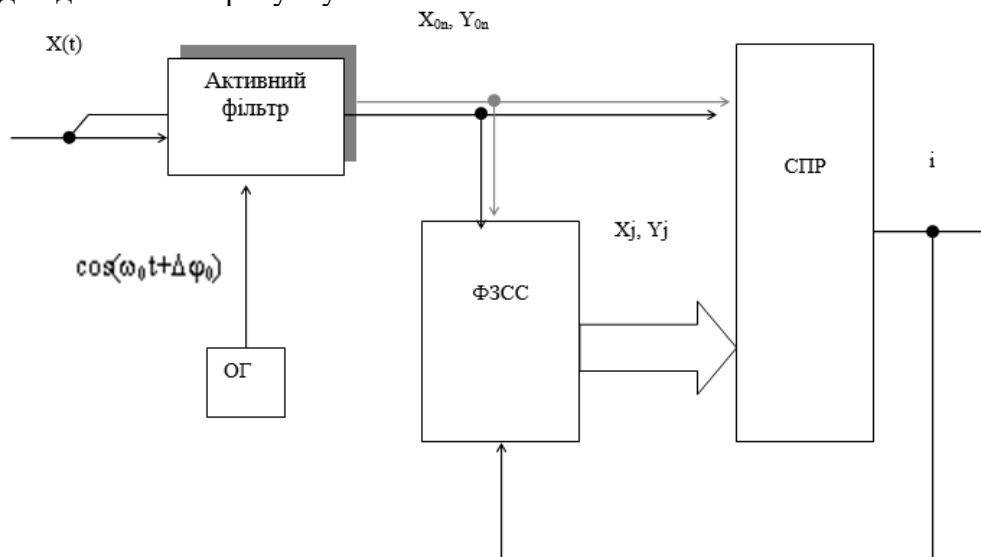 X₀ₙ, Y₀ₙ
X(t)
Активний
фільтр
СПР
i
Xj, Yj
cos(ω₀t+Δφ₀)
ФЗСС
ОГ